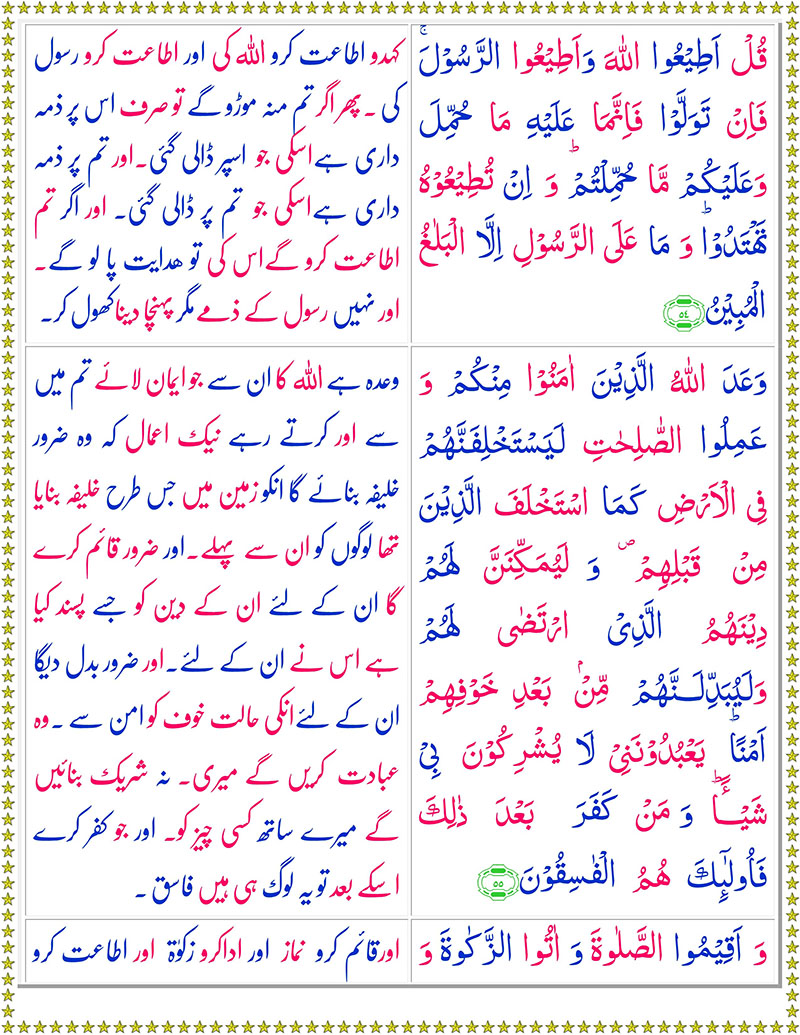 قُلْ اَطِيْعُوا اللهَ وَاَطِيْعُوا الرَّسُوْلَ ۚ
فَاِنْ تَوَلَّوْا فَاِنَّمَا عَلَيْهِ مَا حُمِّلَ
وَعَلَيْكُمْ مَّا حُمِّلْتُمْ ؕ وَ اِنْ تُطِيْعُوْهُ
تَهْتَدُوْا ؕ وَ مَا عَلَى الرَّسُوْلِ اِلَّا الْبَلٰغُ
الْمُبِيْنُ ٥٤
کہدو اطاعت کرو اللہ کی اور اطاعت کرو رسول
کی ۔ پھر اگر تم منہ موڑو گے تو صرف اس پر ذمہ
داری ہے اسکی جو اسپر ڈالی گئی۔ اور تم پر ذمہ
داری ہے اسکی جو تم پر ڈالی گئی۔ اور اگر تم
اطاعت کرو گے اس کی تو ھدایت پا لو گے۔
اور نہیں رسول کے ذمے مگر پہنچا دینا کھول کر۔
وَعَدَ اللهُ الَّذِيْنَ اٰمَنُوْا مِنْكُمْ وَ
عَمِلُوا الصّٰلِحٰتِ لَيَسْتَخْلِفَنَّهُمْ
فِى الْاَرْضِ كَمَا اسْتَخْلَفَ الَّذِيْنَ
مِنْ قَبْلِهِمْ ۖ وَ لَيُمَكِّنَنَّ لَهُمْ
دِيْنَهُمُ الَّذِى ارْتَضٰى لَهُمْ
وَلَيُبَدِّلَــنَّهُمْ مِّنْۢ بَعْدِ خَوْفِهِمْ
اَمْنًا ؕ يَعْبُدُوْنَنِىْ لَا يُشْرِكُوْنَ بِىْ
شَيْــًٔــا ؕ وَ مَنْ كَفَرَ بَعْدَ ذٰلِكَ
فَاُولٰٓٮِٕكَ هُمُ الْفٰسِقُوْنَ ٥٥
وعدہ ہے اللہ کا ان سے جو ایمان لائے تم میں
سے اور کرتے رہے نیک اعمال کہ وہ ضرور
خلیفہ بنائے گا انکو زمین میں جس طرح خلیفہ بنایا
تھا لوگوں کو ان سے پہلے۔ اور ضرور قائم کرے
گا ان کے لئے ان کے دین کو جسے پسند کیا
ہے اس نے ان کے لئے۔ اور ضرور بدل دیگا
ان کے لئے انکی حالت خوف کو امن سے ۔ وہ
عبادت کریں گے میری۔ نہ شریک بنائیں
گے میرے ساتھ کسی چیز کو۔ اور جو کفر کرے
اسکے بعد تو یہ لوگ ہی ہیں فاسق ۔
وَ اَقِيْمُوا الصَّلٰوةَ وَ اٰتُوا الزَّكٰوةَ وَ
اور قائم کرو نماز اور ادا کرو زکوٰۃ اور اطاعت کرو